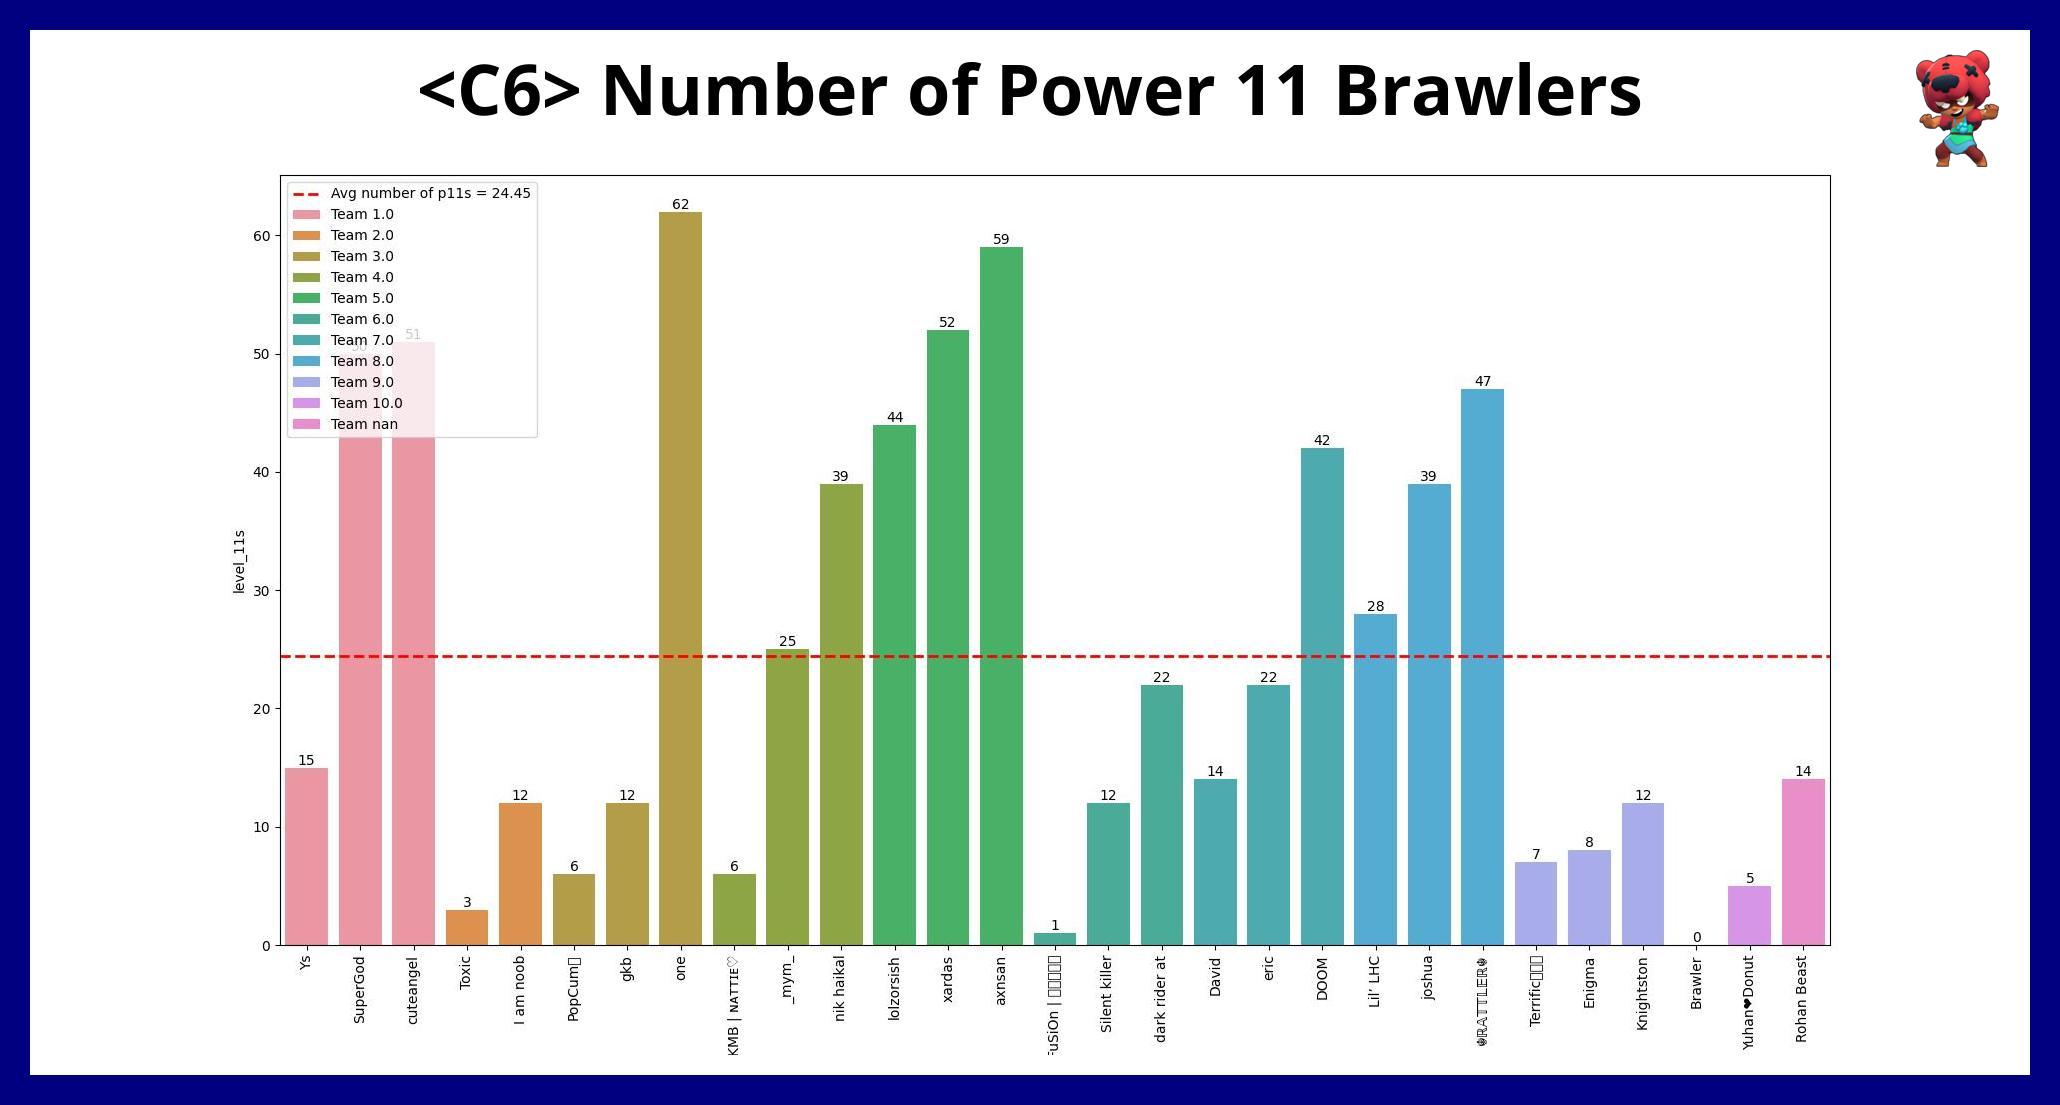 <C6> Number of Power 11 Brawlers
Avg number of p11s = 24.45
Team 1.0
Team 2.0
Team 3.0
Team 4.0
Team 5.0
Team 6.0
Team 7.0
Team 8.0
Team 9.0
Team 10.0
Team nan
level_11s
60
50
40
30
20
10
0
15
50
51
3
12
6
12
62
6
25
39
44
52
59
1
12
22
14
22
42
28
39
47
7
8
12
0
5
14
Ys
SuperGod
cuteangel
Toxic
I am noob
PopCum
gkb
one
KMB | ɴᴀᴛᴛɪᴇ♡
_mym_
nik haikal
lolzorsish
xardas
axnsan
FuSiOn |
Silent killer
dark rider at
David
eric
DOOM
Lil’ LHC
joshua
☬ℝ𝔸𝕋𝕋𝕃𝔼ℝ☬
Terrific
Enigma
Knightston
Brawler
Yuhan❤Donut
Rohan Beast